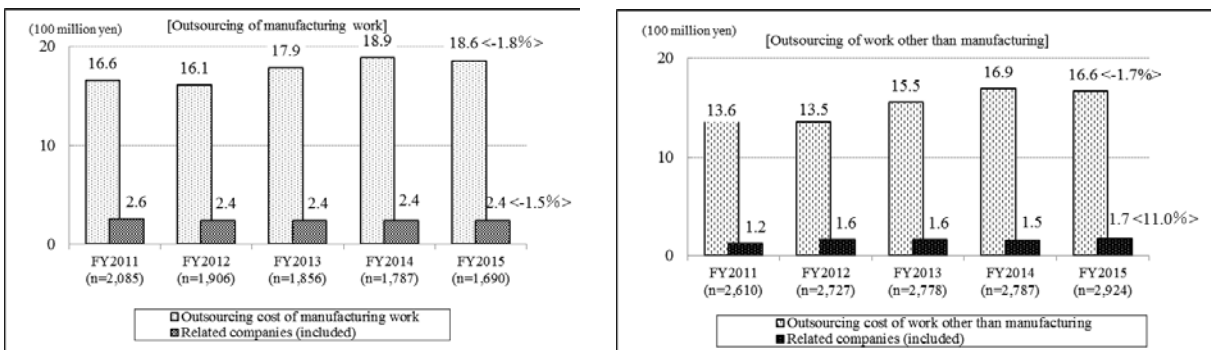 (100 million yen)
[Outsourcing of manufacturing work]
20
10
0
16.6
16.1
17.9
18.9
18.6 <-1.8%>
2.6
2.4
2.4
2.4
2.4 <-1.5%>
FY2011
(n=2,085)
FY2012
(n=1,906)
FY2013
(n=1,856)
FY2014
(n=1,787)
FY2015
(n=1,690)
Outsourcing cost of manufacturing work
Related companies (included)
(100 million yen)
[Outsourcing of work other than manufacturing]
20
10
0
13.6
13.5
15.5
16.9
16.6 <-1.7%>
1.2
1.6
1.6
1.5
1.7 <11.0%>
FY2011
(n=2,610)
FY2012
(n=2,727)
FY2013
(n=2,778)
FY2014
(n=2,787)
FY2015
(n=2,924)
Outsourcing cost of work other than manufacturing
Related companies (included)